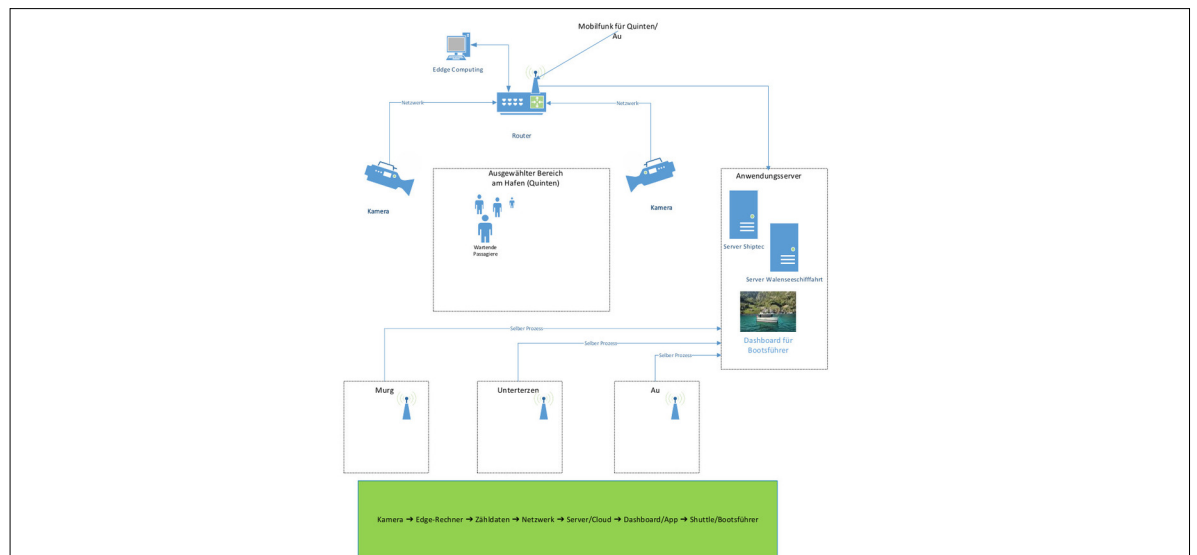 Mobilfunk für Quinten/
Au
Eddge Computing
Netzwerk
Netzwerk
Router
Kamera
Ausgewählter Bereich
am Hafen (Quinten)
Wartende
Passagiere
Kamera
Anwendungsserver
Server Shiptec
Server Walenseeschifffahrt
Dashboard für
Bootsführer
Selber Prozess
Selber Prozess
Selber Prozess
Murg
Unterterzen
Au
Kamera ➔ Edge-Rechner ➔ Zähldaten ➔ Netzwerk ➔ Server/Cloud ➔ Dashboard/App ➔ Shuttle/Bootsführer